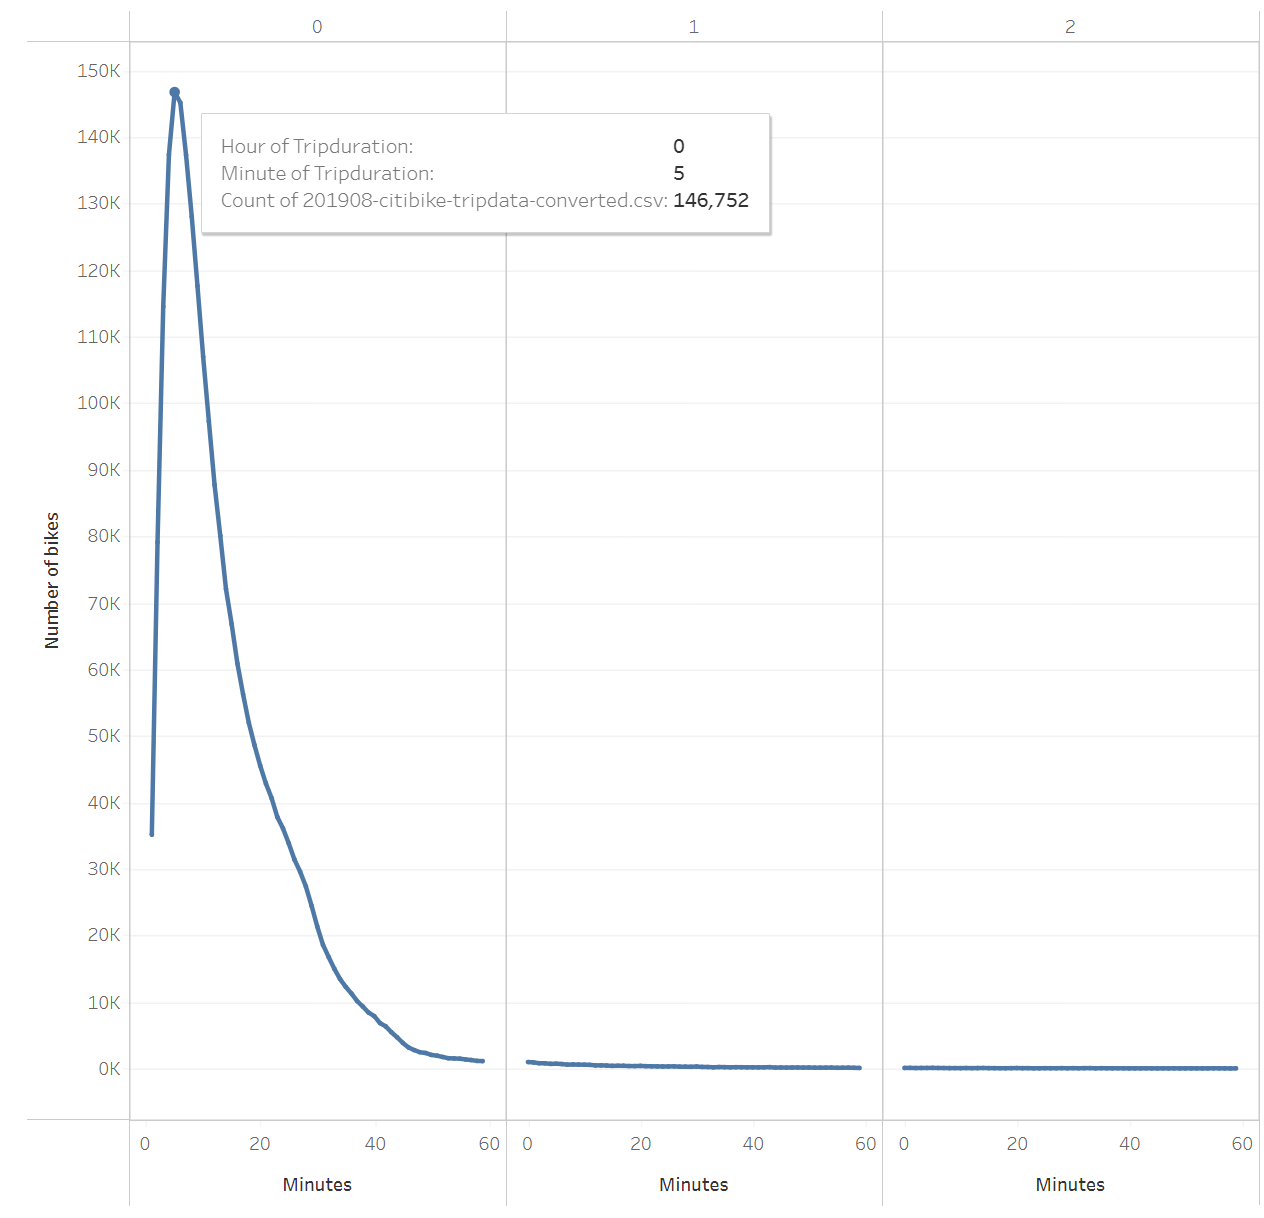 0 1 2
150K
140K
130K
120K
110K
100K
90K
80K
70K
60K
50K
40K
30K
20K
10K
0K
Number of bikes
Hour of Tripduration: 0
Minute of Tripduration: 5
Count of 201908-citibike-tripdata-converted.csv: 146,752
0 20 40 60 0 20 40 60 0 20 40 60
Minutes Minutes Minutes